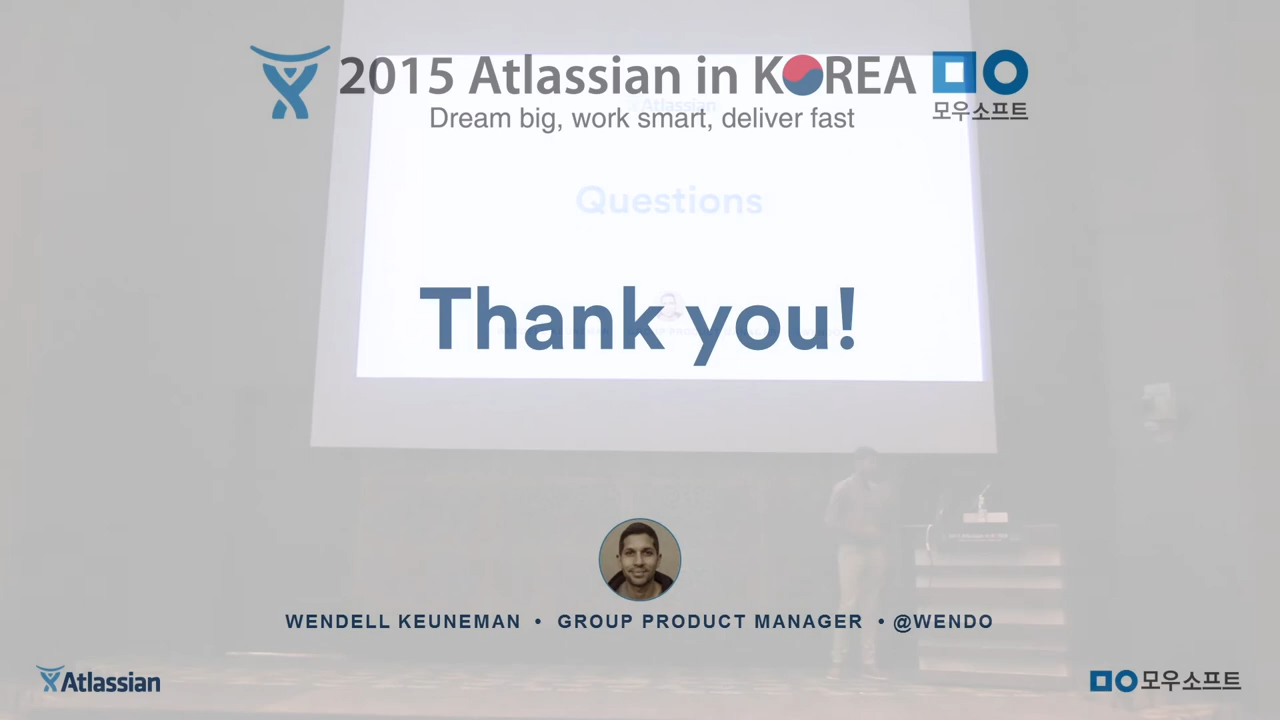 2015 Atlassian in KOREA
모우소프트
Dream big, work smart, deliver fast
Atlassian
Questions
Thank you!
WENDELL KEUNEMAN • GROUP PRODUCT MANAGER • @WENDO
Atlassian
모우소프트